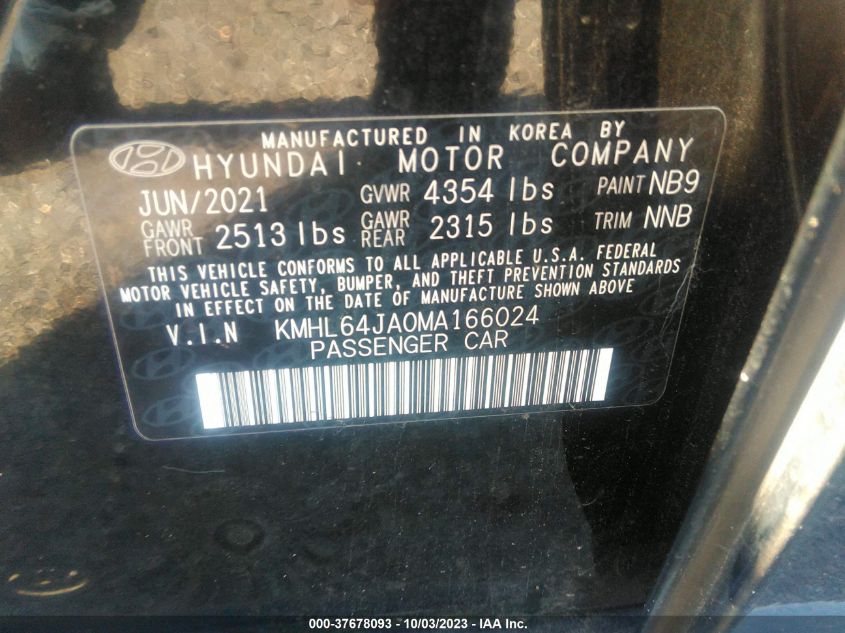 MANUFACTURED IN KOREA BY
HYUNDAI MOTOR COMPANY
JUN/2021 GVWR 4354 lbs PAINT NB9
GAWR FRONT 2513 lbs GAWR REAR 2315 lbs TRIM NNB
THIS VEHICLE CONFORMS TO ALL APPLICABLE U.S.A. FEDERAL
MOTOR VEHICLE SAFETY, BUMPER, AND THEFT PREVENTION STANDARDS
IN EFFECT ON THE DATE OF MANUFACTURE SHOWN ABOVE
V.I.N KMHL64JA0MA166024
PASSENGER CAR
000-37678093 - 10/03/2023 - IAA Inc.